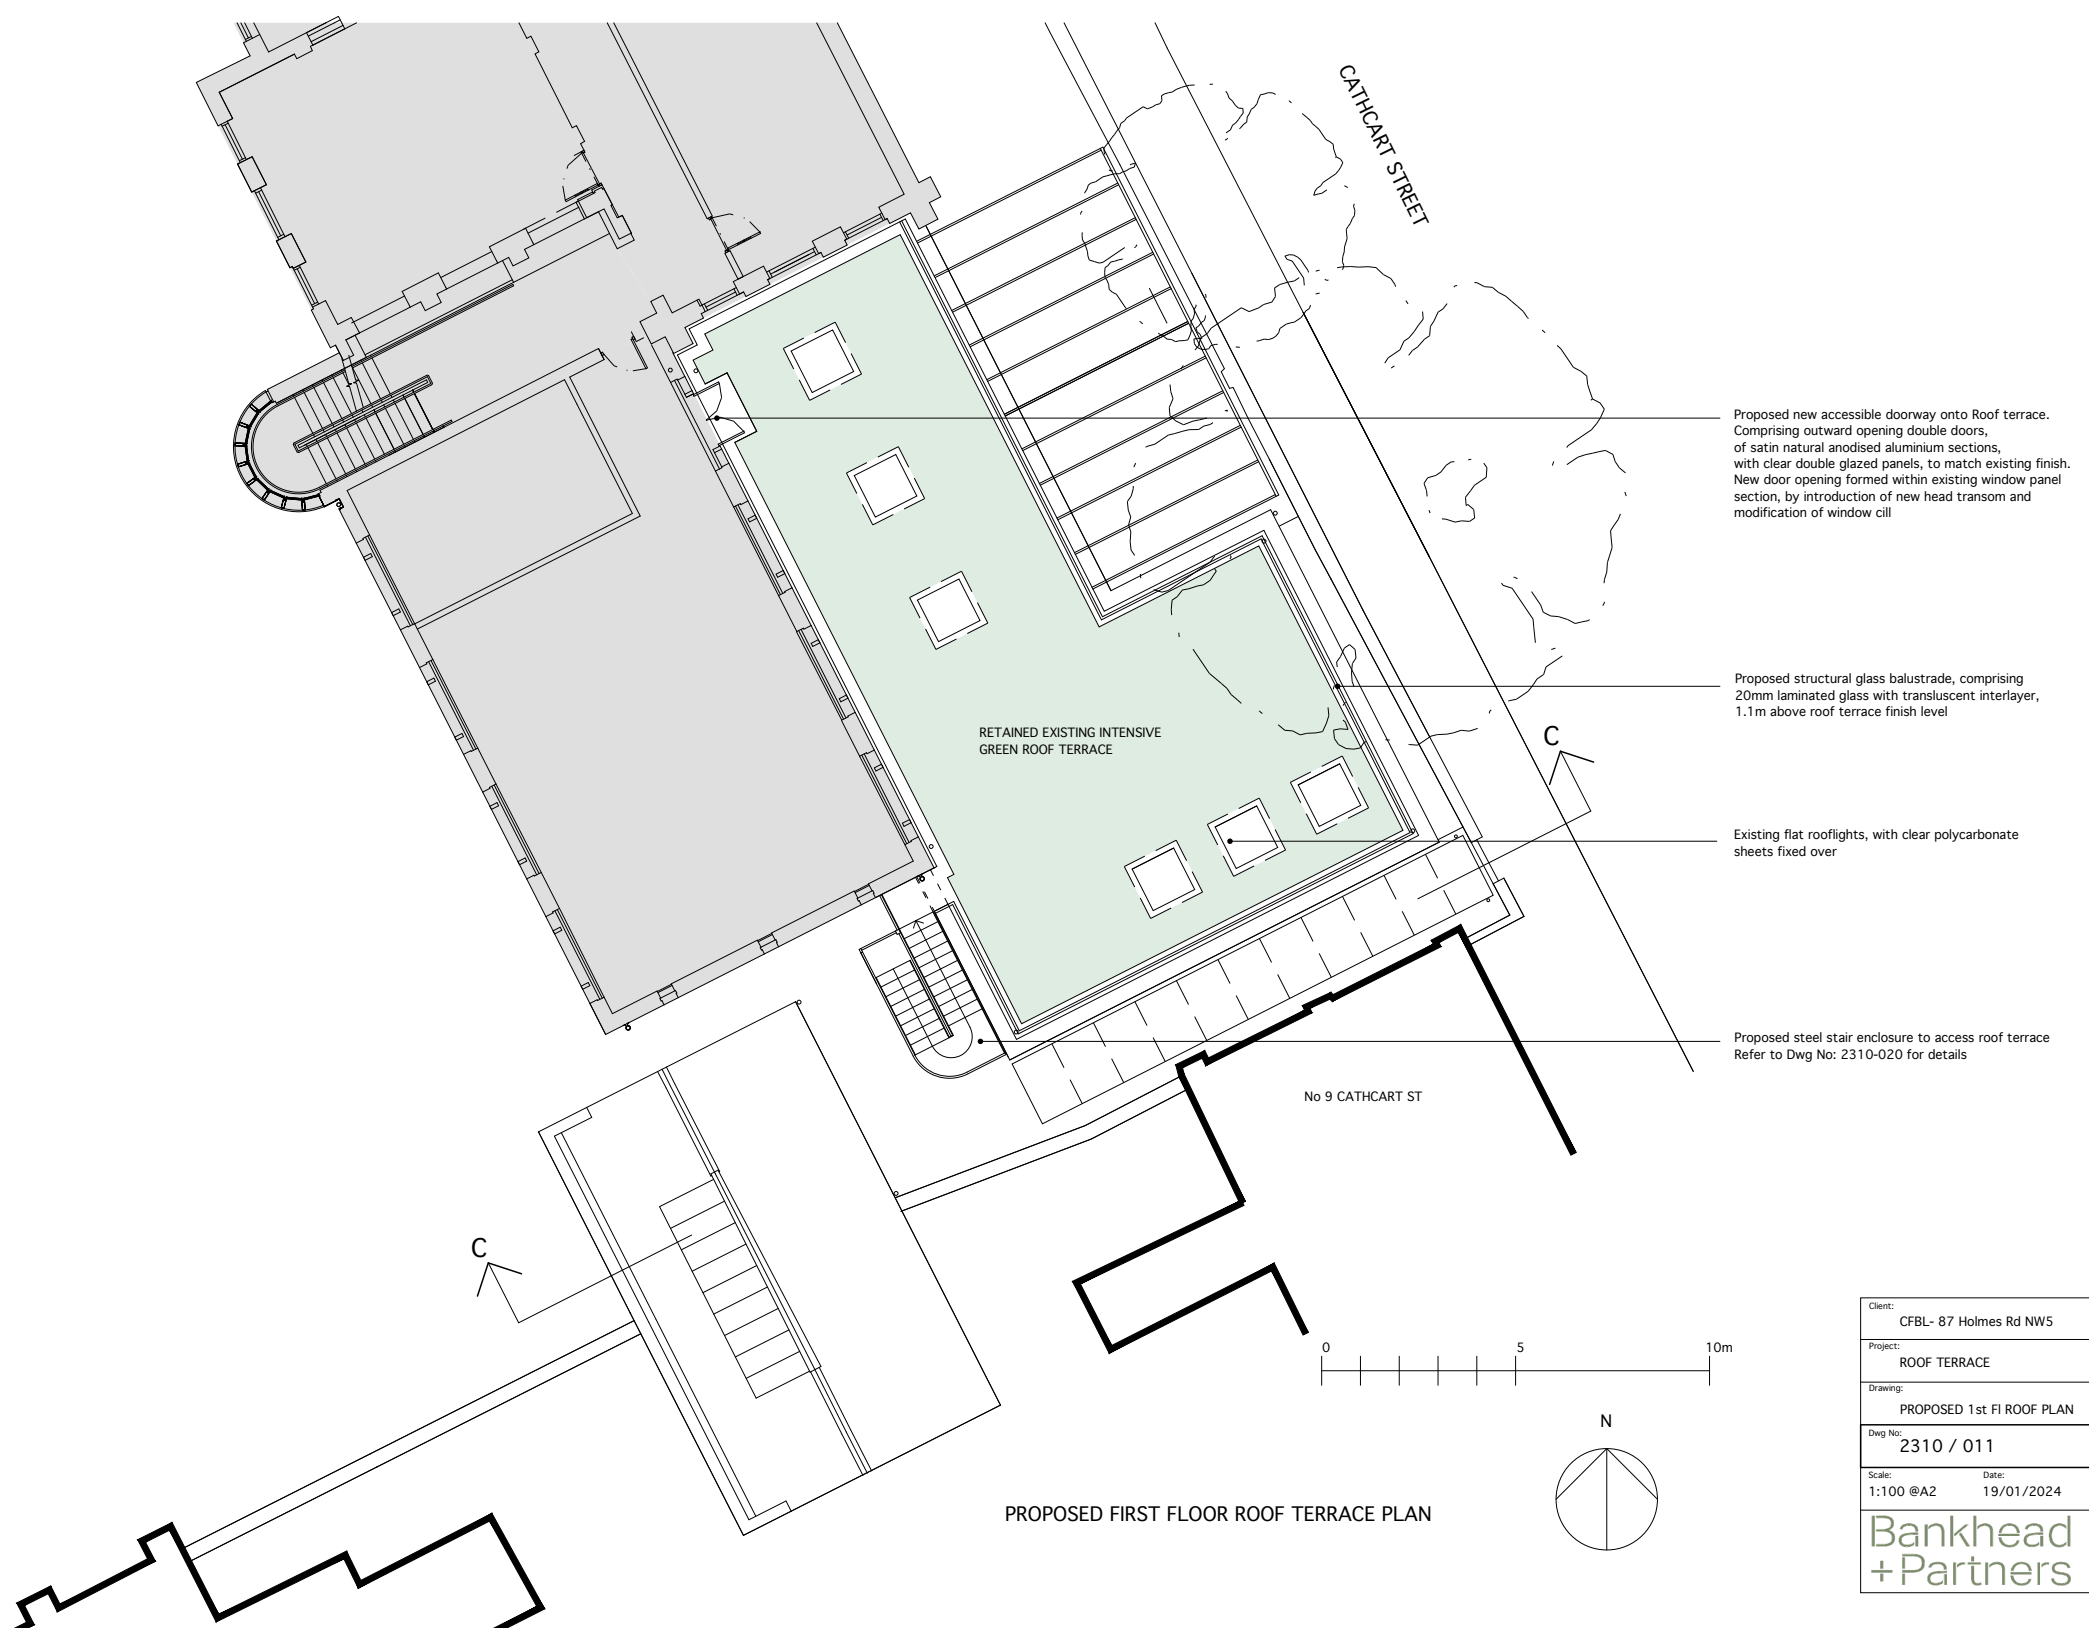 CATHCART STREET
Proposed new accessible doorway onto Roof terrace.
Comprising outward opening double doors,
of satin natural anodised aluminium sections,
with clear double glazed panels, to match existing finish.
New door opening formed within existing window panel
section, by introduction of new head transom and
modification of window cill
Proposed structural glass balustrade, comprising
20mm laminated glass with transluscent interlayer,
1.1m above roof terrace finish level
RETAINED EXISTING INTENSIVE
GREEN ROOF TERRACE
C
Existing flat rooflights, with clear polycarbonate
sheets fixed over
Proposed steel stair enclosure to access roof terrace
Refer to Dwg No: 2310-020 for details
No 9 CATHCART ST
C
0 5 10m
N
PROPOSED FIRST FLOOR ROOF TERRACE PLAN
Client:
CFBL- 87 Holmes Rd NW5
Project:
ROOF TERRACE
Drawing:
PROPOSED 1st Fl ROOF PLAN
Dwg No:
2310 / 011
Scale: Date:
1:100 @A2 19/01/2024
Bankhead
+Partners